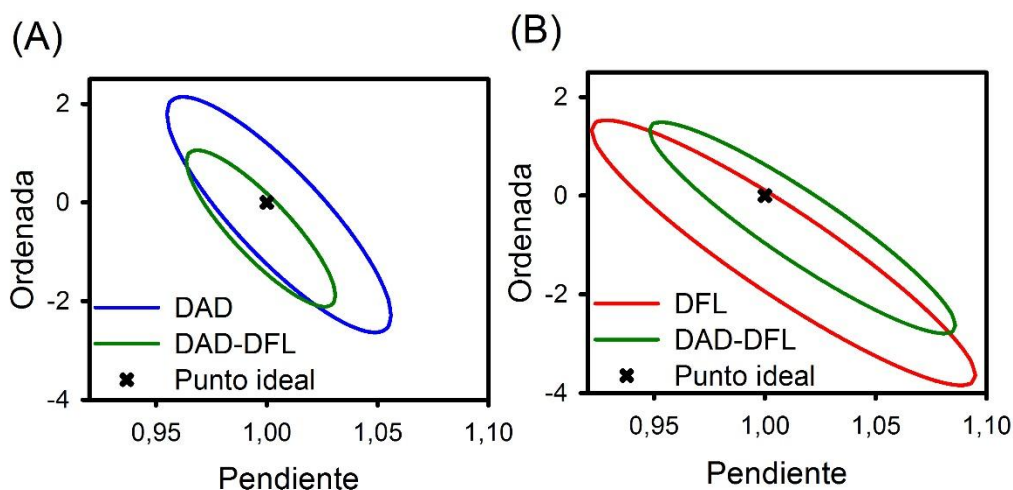 (A)
Ordenada
2
0
-2
-4
DAD
DAD-DFL
Punto ideal
0,95
1,00
1,05
1,10
Pendiente
(B)
Ordenada
2
0
-2
-4
DFL
DAD-DFL
Punto ideal
0,95
1,00
1,05
1,10
Pendiente